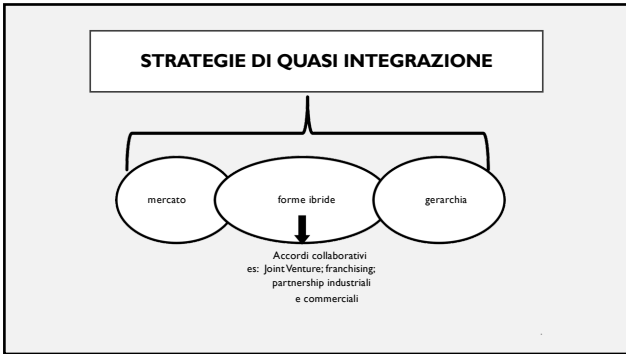 STRATEGIE DI QUASI INTEGRAZIONE
mercato
forme ibride
gerarchia
Accordi collaborativi
es: Joint Venture; franchising;
partnership industriali
e commerciali